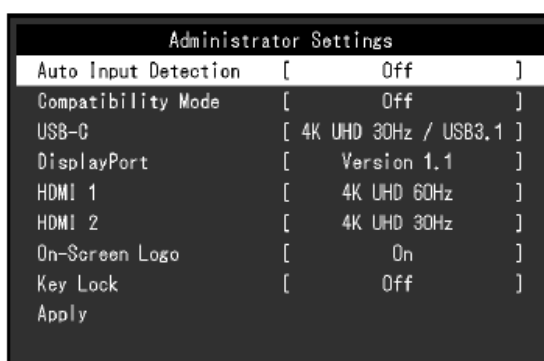 Administrator Settings
Auto Input Detection [ Off ]
Compatibility Mode [ Off ]
USB-C [ 4K UHD 30Hz / USB3.1 ]
DisplayPort [ Version 1.1 ]
HDMI 1 [ 4K UHD 60Hz ]
HDMI 2 [ 4K UHD 30Hz ]
On-Screen Logo [ On ]
Key Lock [ Off ]
Apply